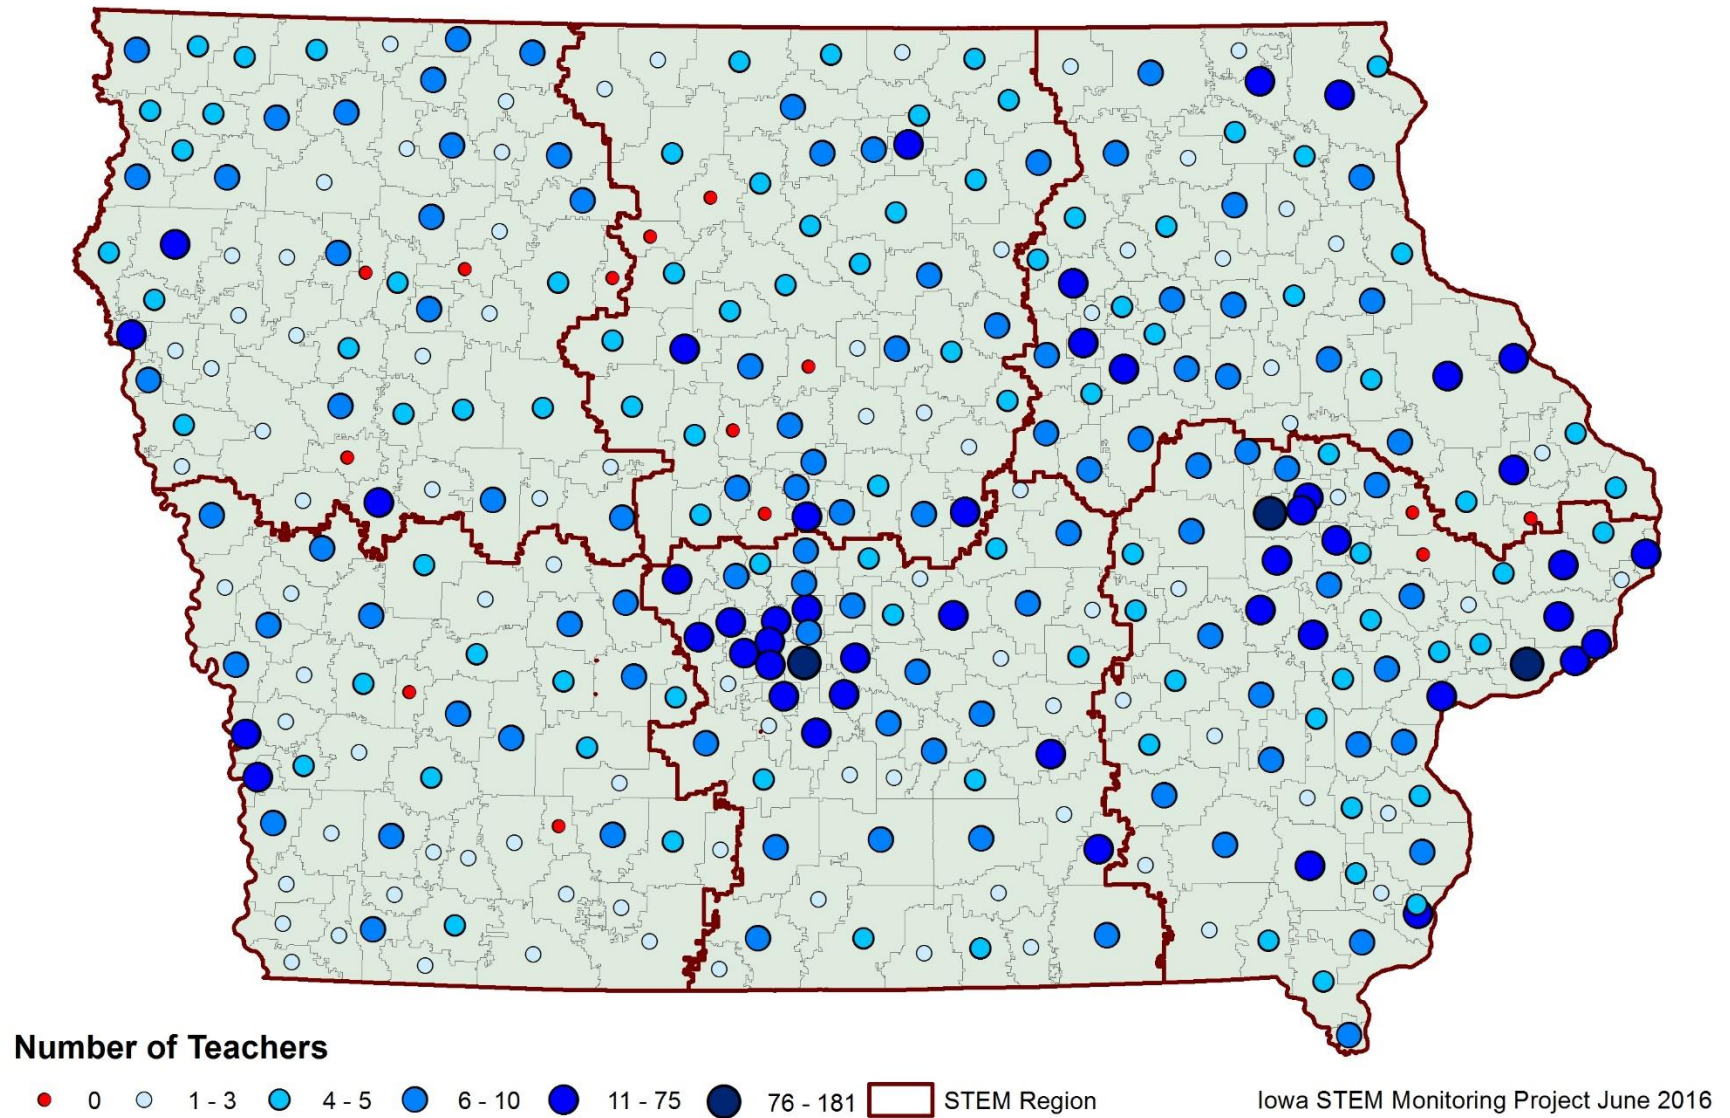 Number of Teachers
0 1 - 3 4 - 5 6 - 10 11 - 75 76 - 181 STEM Region Iowa STEM Monitoring Project June 2016